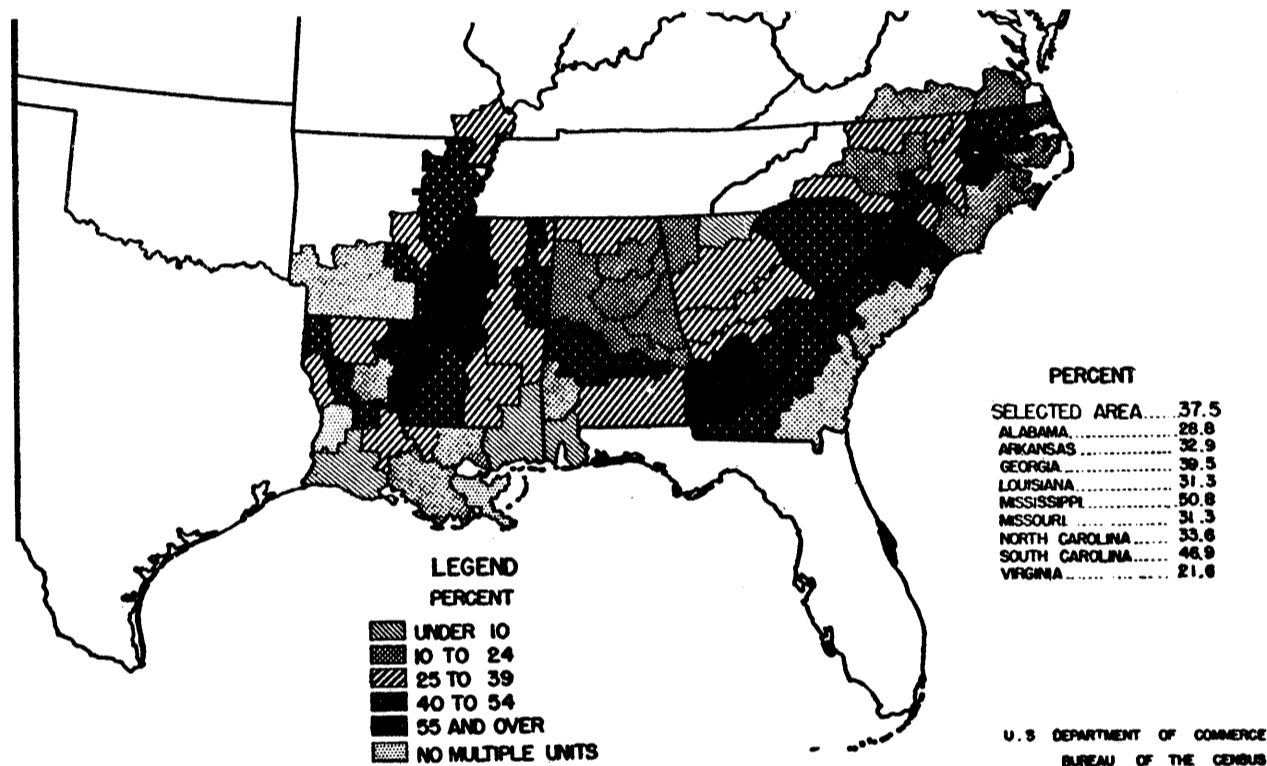 PERCENT
SELECTED AREA..... 37.5
ALABAMA................ 28.8
ARKANSAS.............. 32.9
GEORGIA................ 39.5
LOUISIANA.............. 31.3
MISSISSIPPI............. 50.8
MISSOURI............... 31.3
NORTH CAROLINA...... 33.6
SOUTH CAROLINA...... 46.9
VIRGINIA................ 21.6
LEGEND
PERCENT
UNDER 10
10 TO 24
25 TO 39
40 TO 54
55 AND OVER
NO MULTIPLE UNITS
U.S DEPARTMENT OF COMMERCE
BUREAU OF THE CENSUS